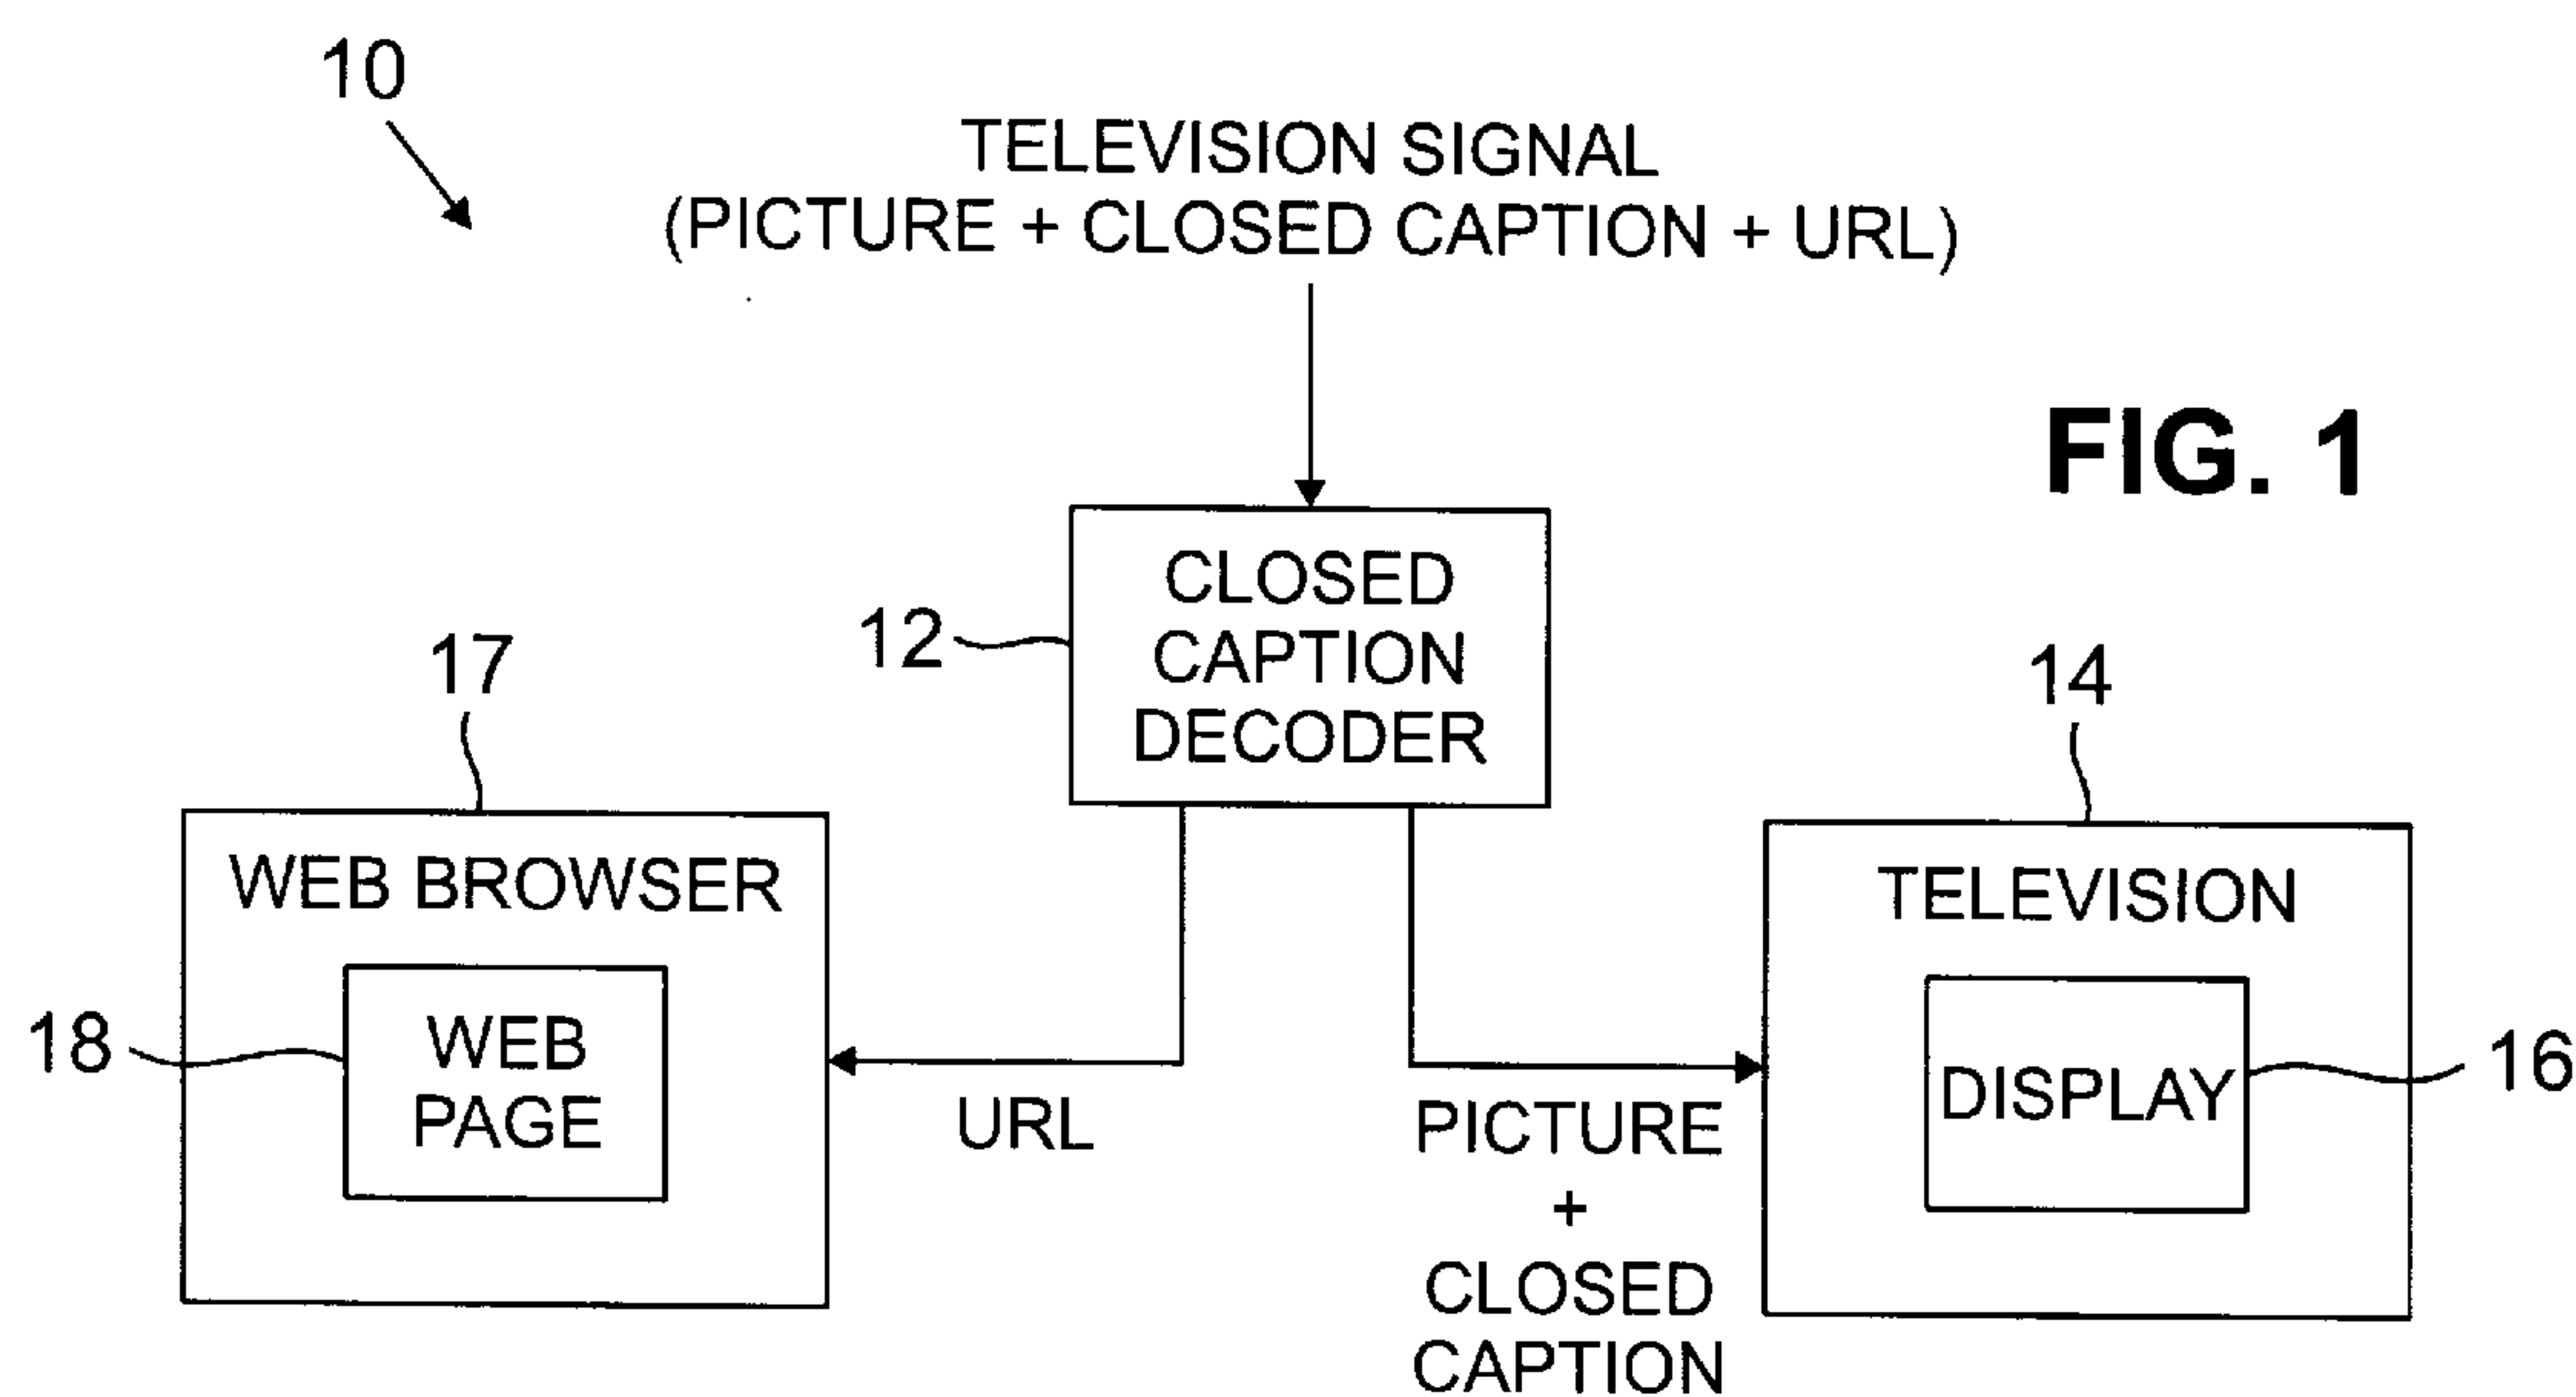 10
TELEVISION SIGNAL
(PICTURE + CLOSED CAPTION + URL)
FIG. 1
CLOSED
CAPTION
DECODER
12
17
14
WEB BROWSER
TELEVISION
18
WEB
PAGE
DISPLAY
16
URL
PICTURE
+
CLOSED
CAPTION